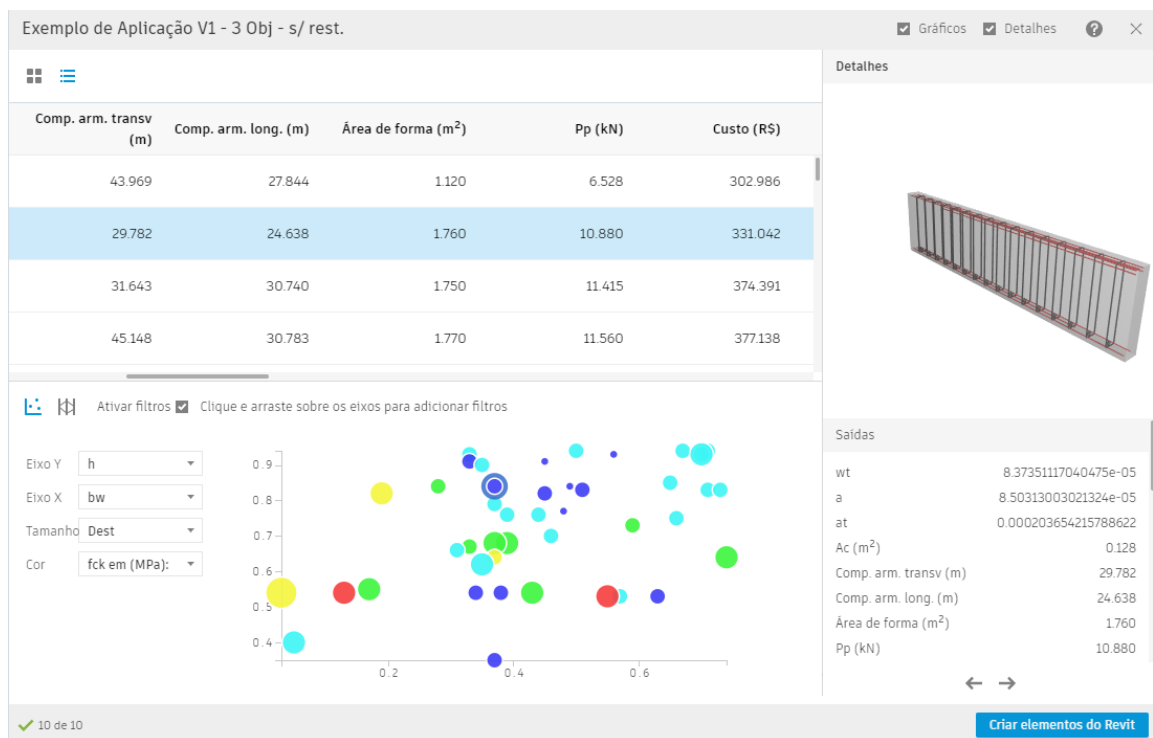 Exemplo de Aplicação V1 - 3 Obj - s/ rest.
Gráficos
Detalhes
Detalhes
Comp. arm. transv (m)
Comp. arm. long. (m)
Área de forma (m²)
Pp (kN)
Custo (R$)
43.969 27.844 1.120 6.528 302.986
29.782 24.638 1.760 10.880 331.042
31.643 30.740 1.750 11.415 374.391
45.148 30.783 1.770 11.560 377.138
Ativar filtros
Clique e arraste sobre os eixos para adicionar filtros
Eixo Y h
Eixo X bw
Tamanho Dest
Cor fck em (MPa):
0.9
0.8
0.7
0.6
0.5
0.4
0.2 0.4 0.6
Saídas
wt 8.37351117040475e-05
a 8.50313003021324e-05
at 0.000203654215788622
Ac (m²) 0.128
Comp. arm. transv (m) 29.782
Comp. arm. long. (m) 24.638
Área de forma (m²) 1.760
Pp (kN) 10.880
10 de 10
Criar elementos do Revit